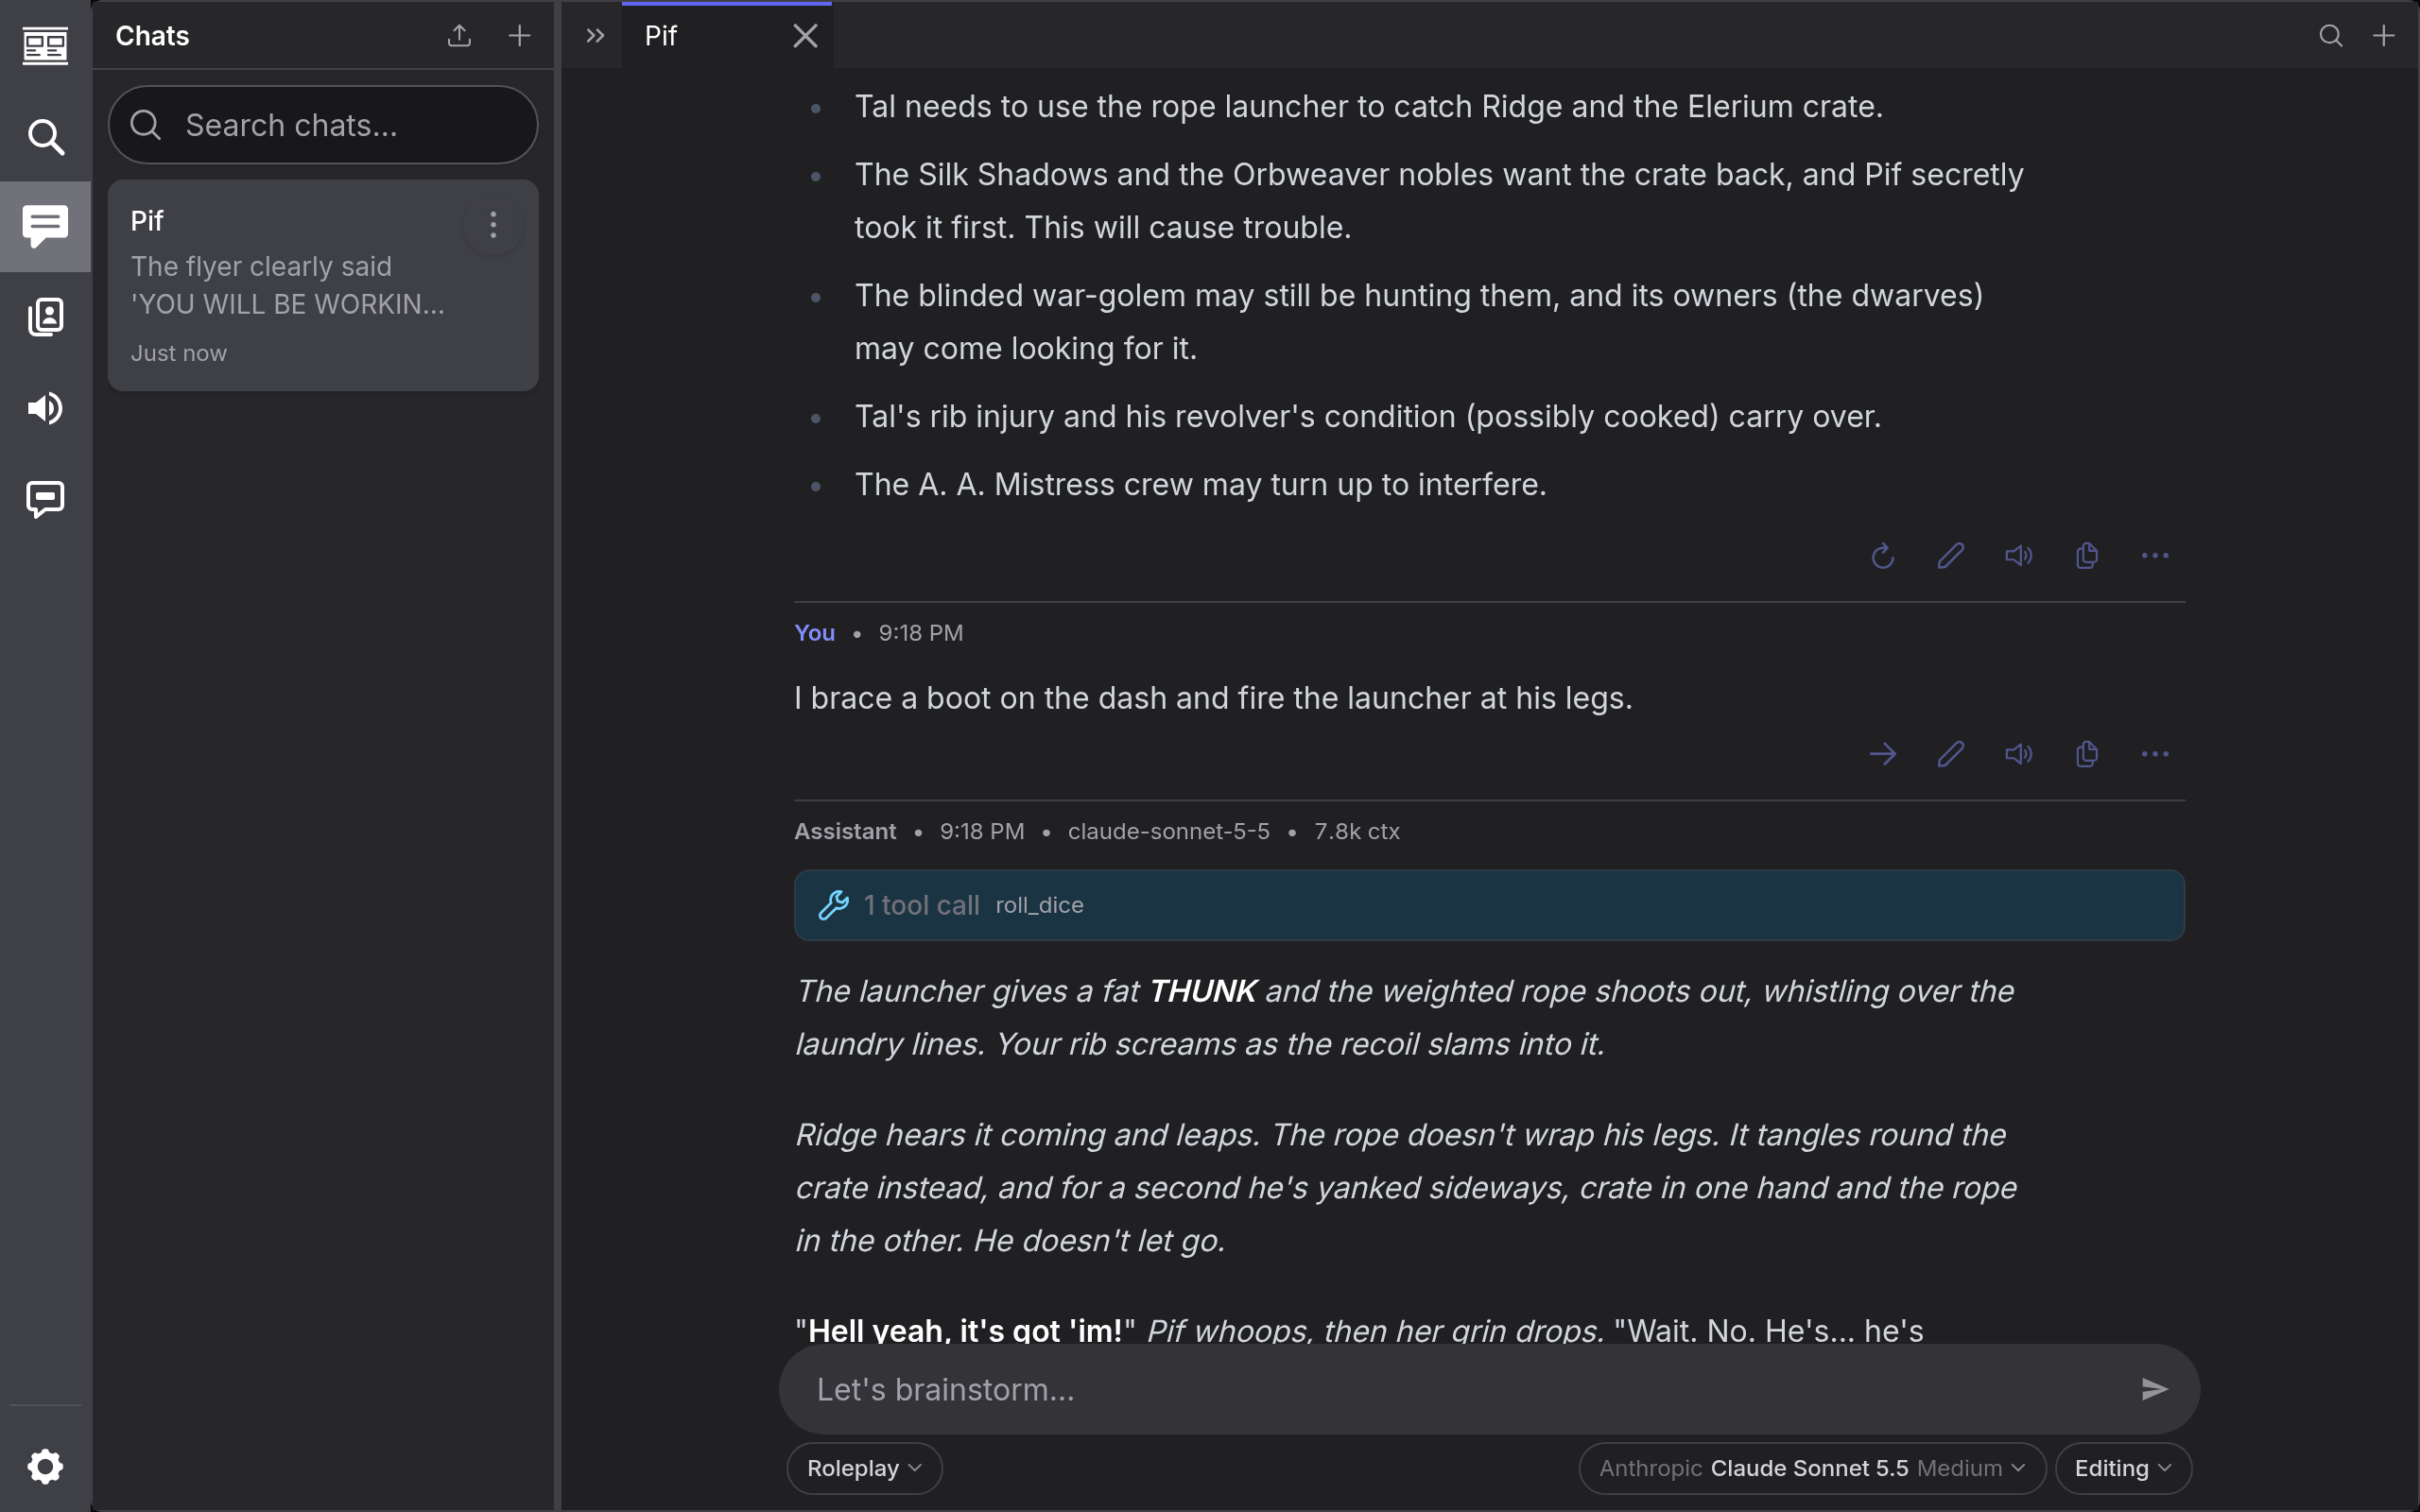 Chats
Search chats...
Pif
The flyer clearly said
'YOU WILL BE WORKIN...
Just now
Pif
Tal needs to use the rope launcher to catch Ridge and the Elerium crate.
The Silk Shadows and the Orbweaver nobles want the crate back, and Pif secretly
took it first. This will cause trouble.
The blinded war-golem may still be hunting them, and its owners (the dwarves)
may come looking for it.
Tal's rib injury and his revolver's condition (possibly cooked) carry over.
The A. A. Mistress crew may turn up to interfere.
You • 9:18 PM
I brace a boot on the dash and fire the launcher at his legs.
Assistant • 9:18 PM • claude-sonnet-5-5 • 7.8k ctx
1 tool call roll_dice
The launcher gives a fat THUNK and the weighted rope shoots out, whistling over the
laundry lines. Your rib screams as the recoil slams into it.
Ridge hears it coming and leaps. The rope doesn't wrap his legs. It tangles round the
crate instead, and for a second he's yanked sideways, crate in one hand and the rope
in the other. He doesn't let go.
"Hell yeah, it's got 'im!" Pif whoops, then her grin drops. "Wait. No. He's... he's
Let's brainstorm...
Roleplay
Anthropic Claude Sonnet 5.5 Medium
Editing